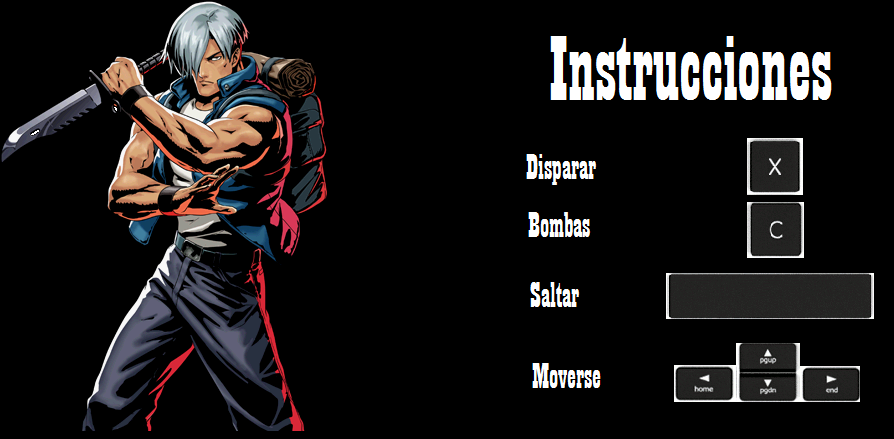 Instrucciones
Disparar X
Bombas C
Saltar
Moverse
pgup
home pgdn end